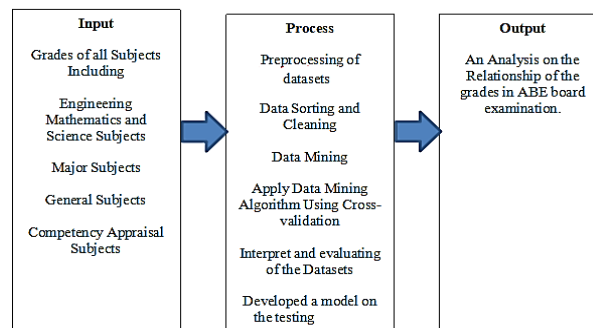 Input
Grades of all Subjects
Including
Engineering
Mathematics and
Science Subjects
Major Subjects
General Subjects
Competency Appraisal
Subjects
Process
Preprocessing of
datasets
Data Sorting and
Cleaning
Data Mining
Apply Data Mining
Algorithm Using Cross-
validation
Interpret and evaluating
of the Datasets
Developed a model on
the testing
Output
An Analysis on the
Relationship of the
grades in ABE board
examination.